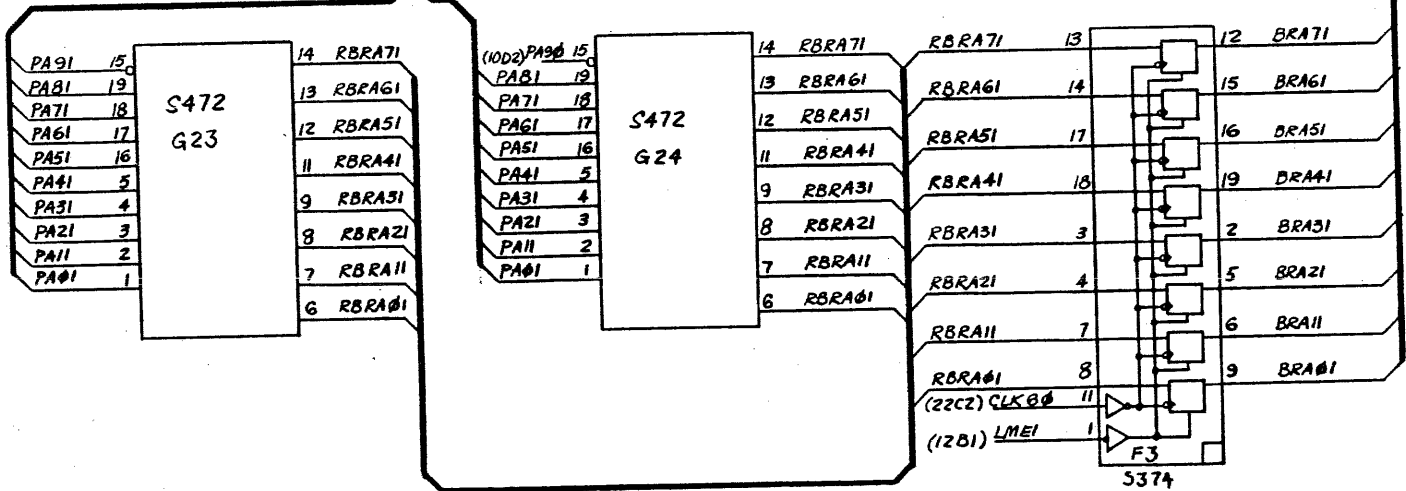 PA91 15
PA81 19
PA71 18
PA61 17
PA51 16
PA41 5
PA31 4
PA21 3
PA11 2
PAØ1 1
S472
G23
14 RBRA71
13 RBRA61
12 RBRA51
11 RBRA41
9 RBRA31
8 RBRA21
7 RBRA11
6 RBRAØ1
(10D2) PA9Ø 15
PA81 19
PA71 18
PA61 17
PA51 16
PA41 5
PA31 4
PA21 3
PA11 2
PAØ1 1
S472
G24
14 RBRA71
13 RBRA61
12 RBRA51
11 RBRA41
9 RBRA31
8 RBRA21
7 RBRA11
6 RBRAØ1
RBRA71 13
RBRA61 14
RBRA51 17
RBRA41 18
RBRA31 3
RBRA21 4
RBRA11 7
RBRAØ1 8
(22C2) CLKBØ 11
(12B1) LME1 1
12 BRA71
15 BRA61
16 BRA51
19 BRA41
2 BRA31
5 BRA21
6 BRA11
9 BRAØ1
F3
S374